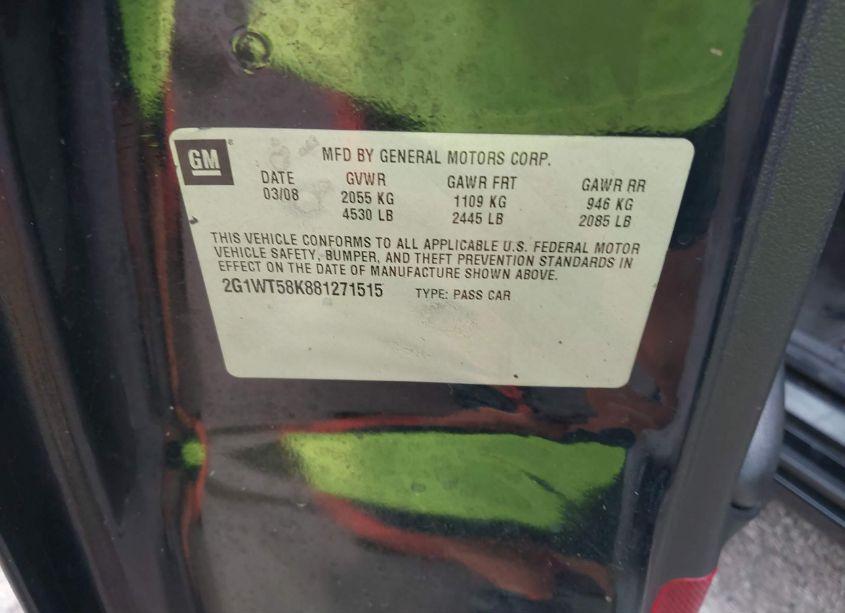 GM
MFD BY GENERAL MOTORS CORP.
DATE GVWR GAWR FRT GAWR RR
03/08 2055 KG 1109 KG 946 KG
4530 LB 2445 LB 2085 LB
THIS VEHICLE CONFORMS TO ALL APPLICABLE U.S. FEDERAL MOTOR
VEHICLE SAFETY, BUMPER, AND THEFT PREVENTION STANDARDS IN
EFFECT ON THE DATE OF MANUFACTURE SHOWN ABOVE.
2G1WT58K881271515 TYPE: PASS CAR